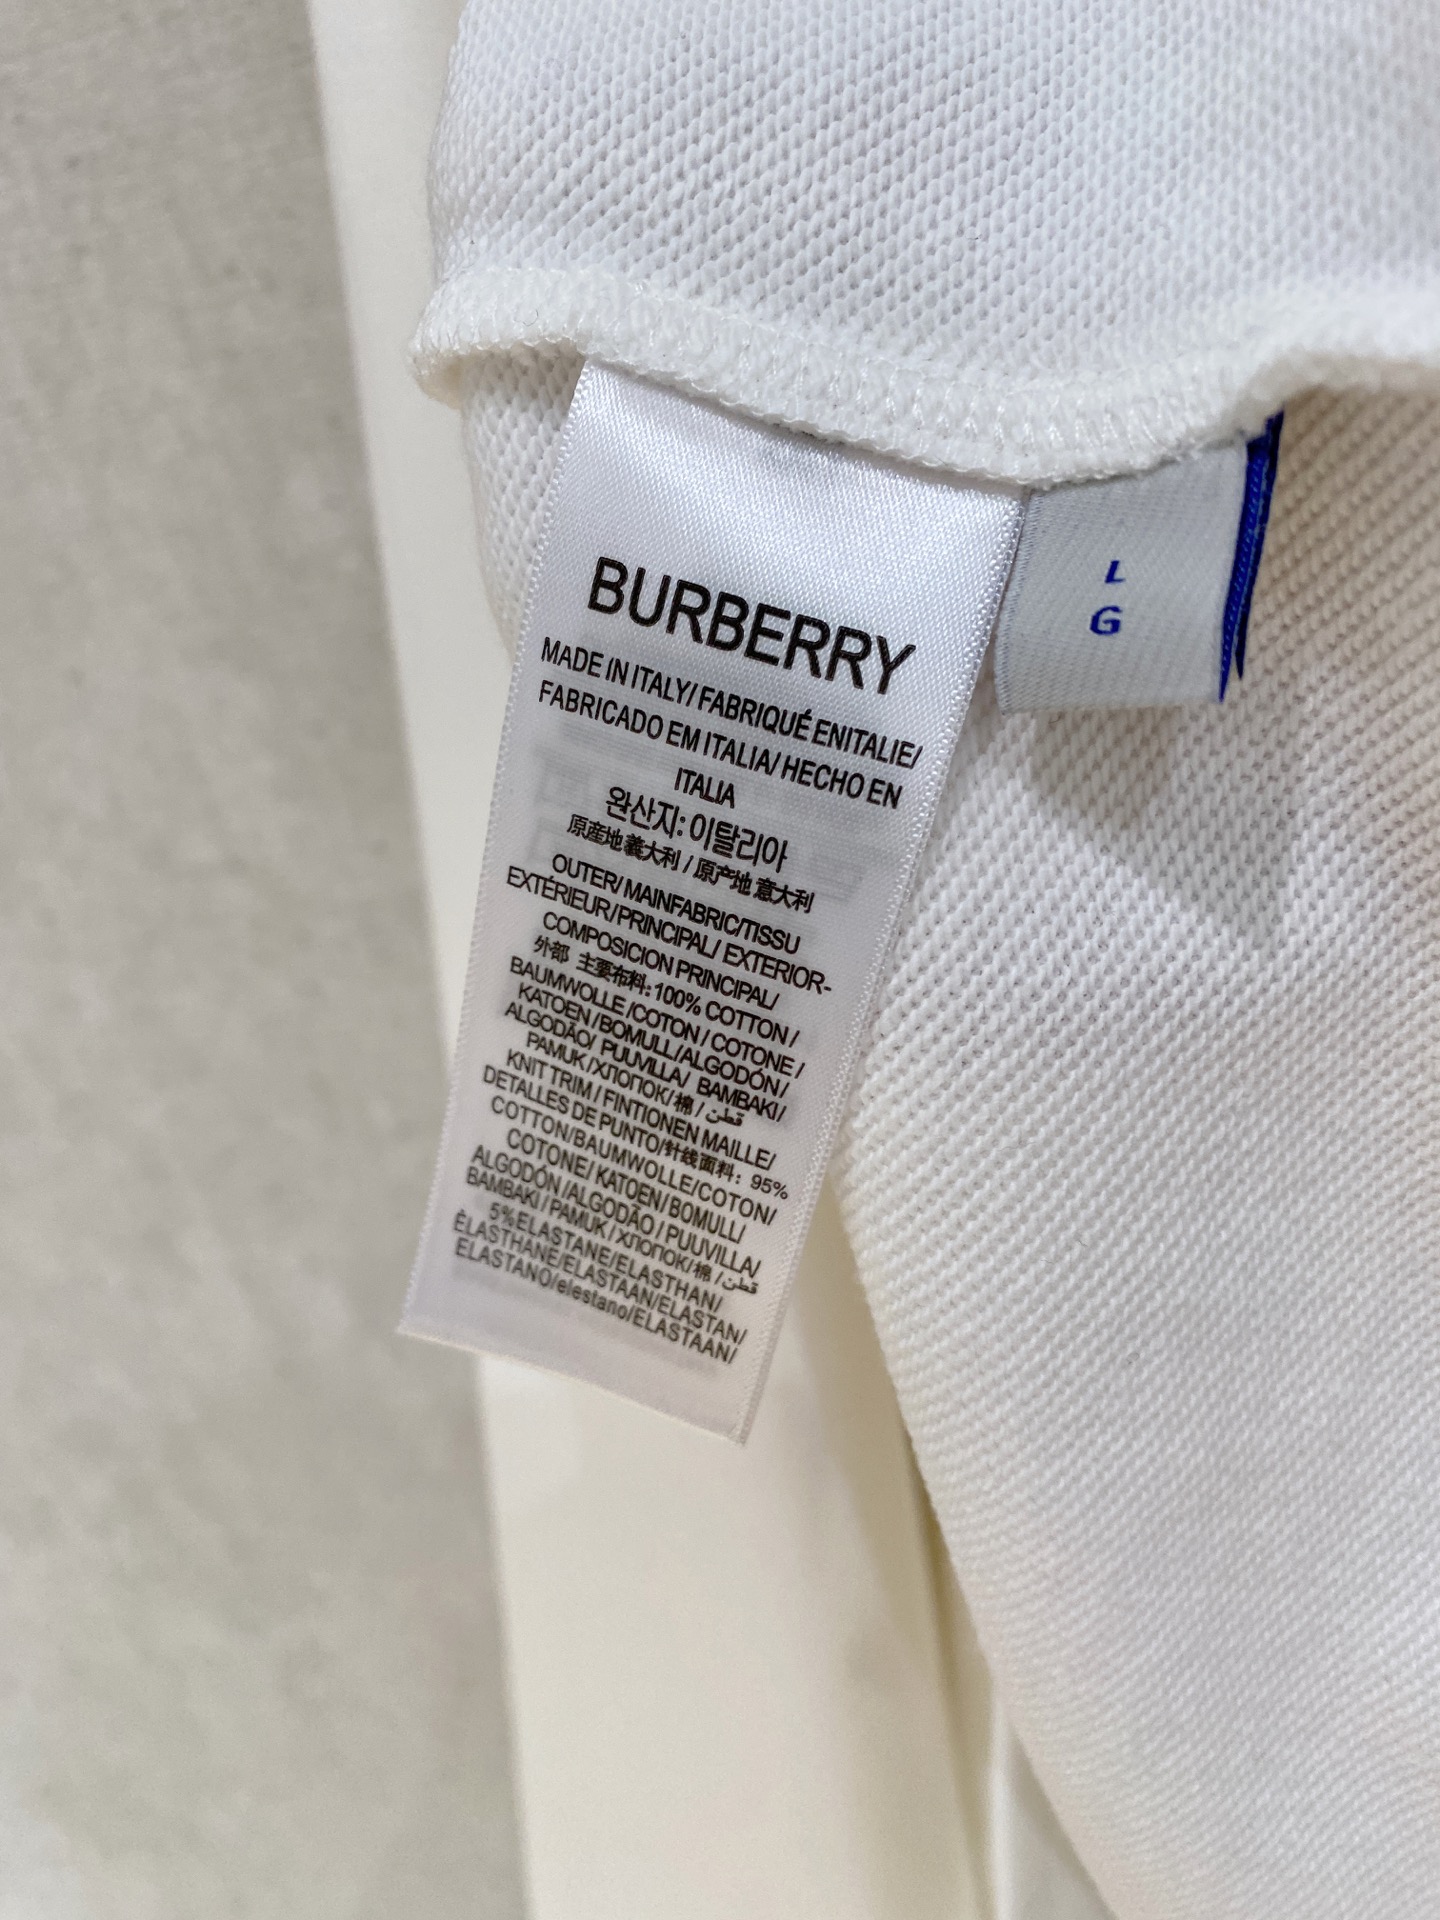 BURBERRY
MADE IN ITALY/ FABRIQUÉ ENITALIE/
FABRICADO EM ITALIA/ HECHO EN
ITALIA
완산지: 이탈리아
原産地 義大利 / 原产地 意大利
OUTER/ MAINFABRIC/TISSU
EXTÉRIEUR/PRINCIPAL/ EXTERIOR-
COMPOSICION PRINCIPAL/
外部 主要布料: 100% COTTON /
BAUMWOLLE /COTON / COTONE /
KATOEN /BOMULL/ALGODÓN/
ALGODÃO/ PUUVILLA/ BAMBAKI/
PAMUK /ХЛОПОК/ 棉 / قطن
KNIT TRIM / FINTIONEN MAILLE/
DETALLES DE PUNTO/针线面料: 95%
COTTON/BAUMWOLLE/COTON/
COTONE/ KATOEN/BOMULL/
ALGODÓN /ALGODÃO / PUUVILLA/
BAMBAKI / PAMUK / ХЛОПОК/ 棉 / قطن
5%ELASTANE/ELASTHAN/
ÉLASTHANE/ELASTAAN/ELASTAN/
ELASTANO/elestano/ELASTAAN/
L
G